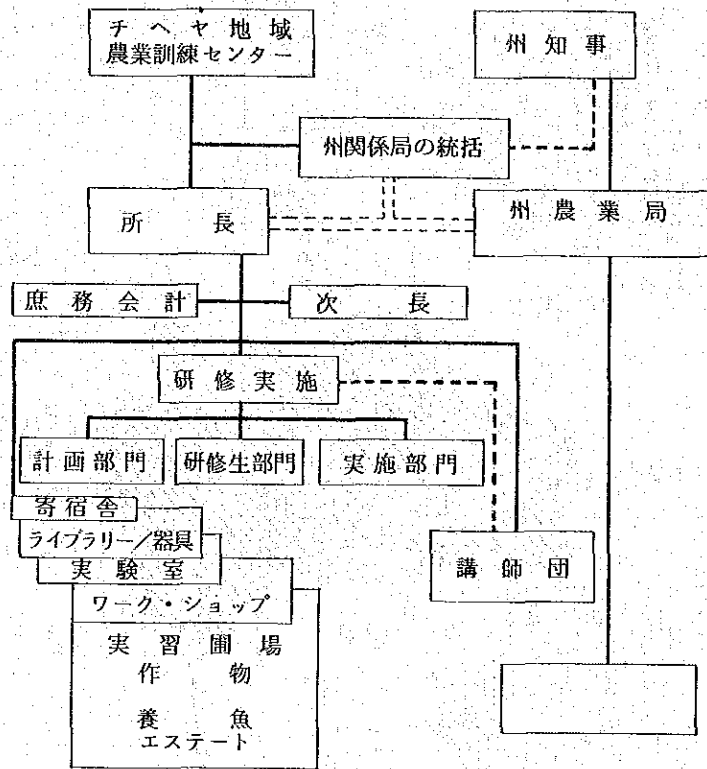 チヘヤ地域
農業訓練センター
州知事
州関係局の統括
所長
州農業局
庶務会計
次長
研修実施
計画部門
研修生部門
実施部門
寄宿舎
ライブラリー/器具
実験室
講師団
ワーク・ショップ
実習圃場
作物
養魚
エステート